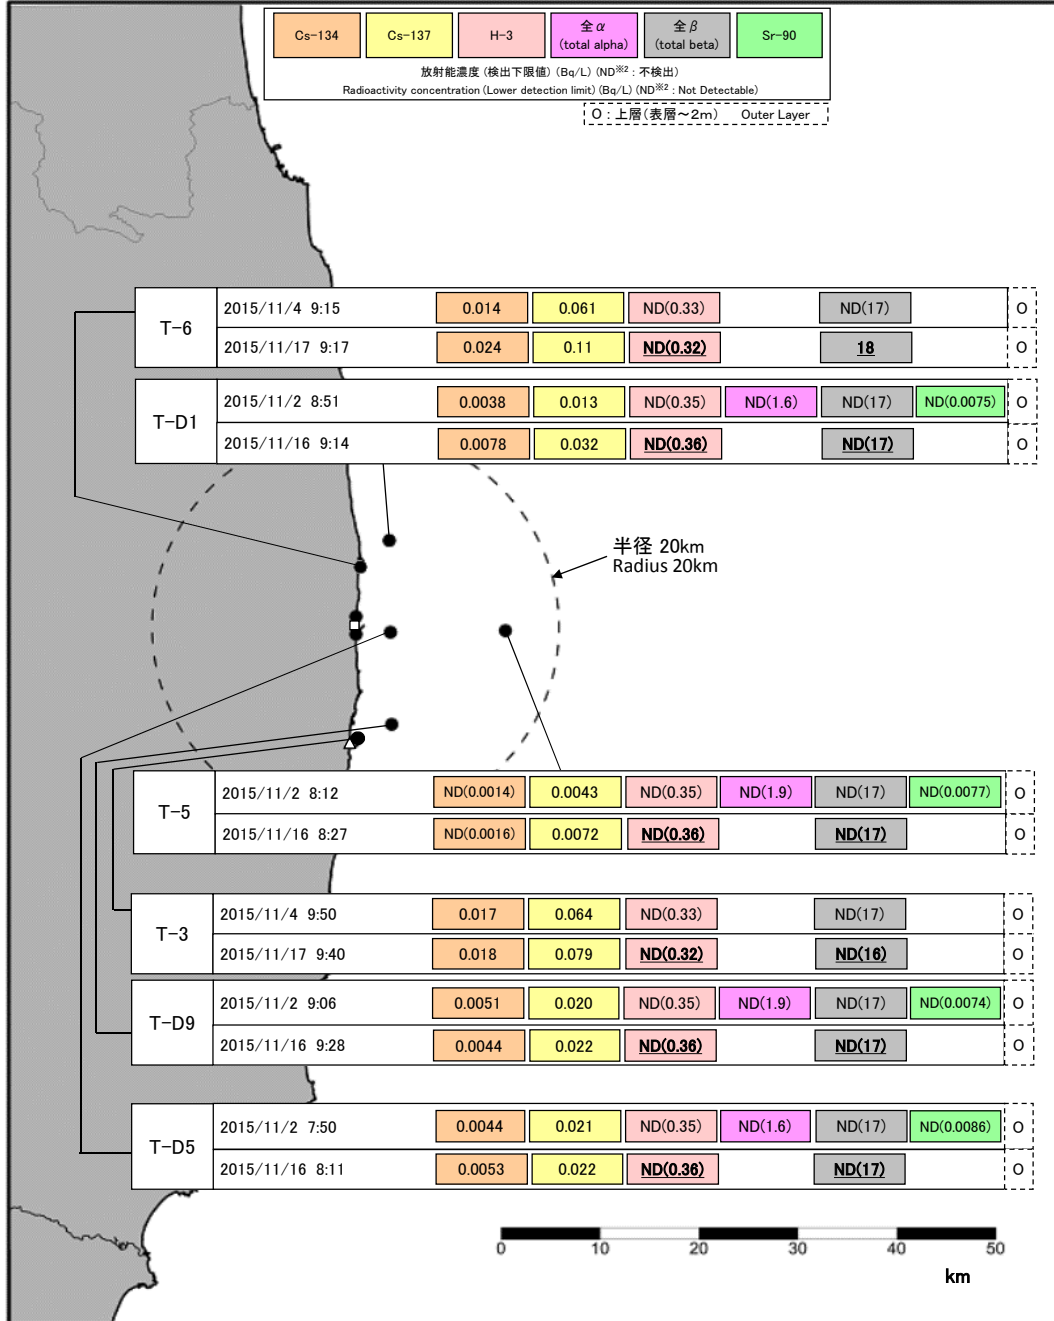 Cs-134 Cs-137 H-3 全α (total alpha) 全β (total beta) Sr-90
放射能濃度 (検出下限値) (Bq/L) (ND※2 : 不検出)
Radioactivity concentration (Lower detection limit) (Bq/L) (ND※2 : Not Detectable)
O : 上層(表層～2m) Outer Layer
T-6
2015/11/4 9:15 0.014 0.061 ND(0.33) ND(17) O
2015/11/17 9:17 0.024 0.11 ND(0.32) 18 O
T-D1
2015/11/2 8:51 0.0038 0.013 ND(0.35) ND(1.6) ND(17) ND(0.0075) O
2015/11/16 9:14 0.0078 0.032 ND(0.36) ND(17) O
半径 20km
Radius 20km
T-5
2015/11/2 8:12 ND(0.0014) 0.0043 ND(0.35) ND(1.9) ND(17) ND(0.0077) O
2015/11/16 8:27 ND(0.0016) 0.0072 ND(0.36) ND(17) O
T-3
2015/11/4 9:50 0.017 0.064 ND(0.33) ND(17) O
2015/11/17 9:40 0.018 0.079 ND(0.32) ND(16) O
T-D9
2015/11/2 9:06 0.0051 0.020 ND(0.35) ND(1.9) ND(17) ND(0.0074) O
2015/11/16 9:28 0.0044 0.022 ND(0.36) ND(17) O
T-D5
2015/11/2 7:50 0.0044 0.021 ND(0.35) ND(1.6) ND(17) ND(0.0086) O
2015/11/16 8:11 0.0053 0.022 ND(0.36) ND(17) O
0 10 20 30 40 50
km